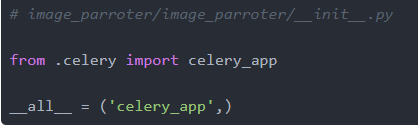 # image_parroter/image_parroter/__init__.py
from .celery import celery_app
__all__ = ('celery_app',)